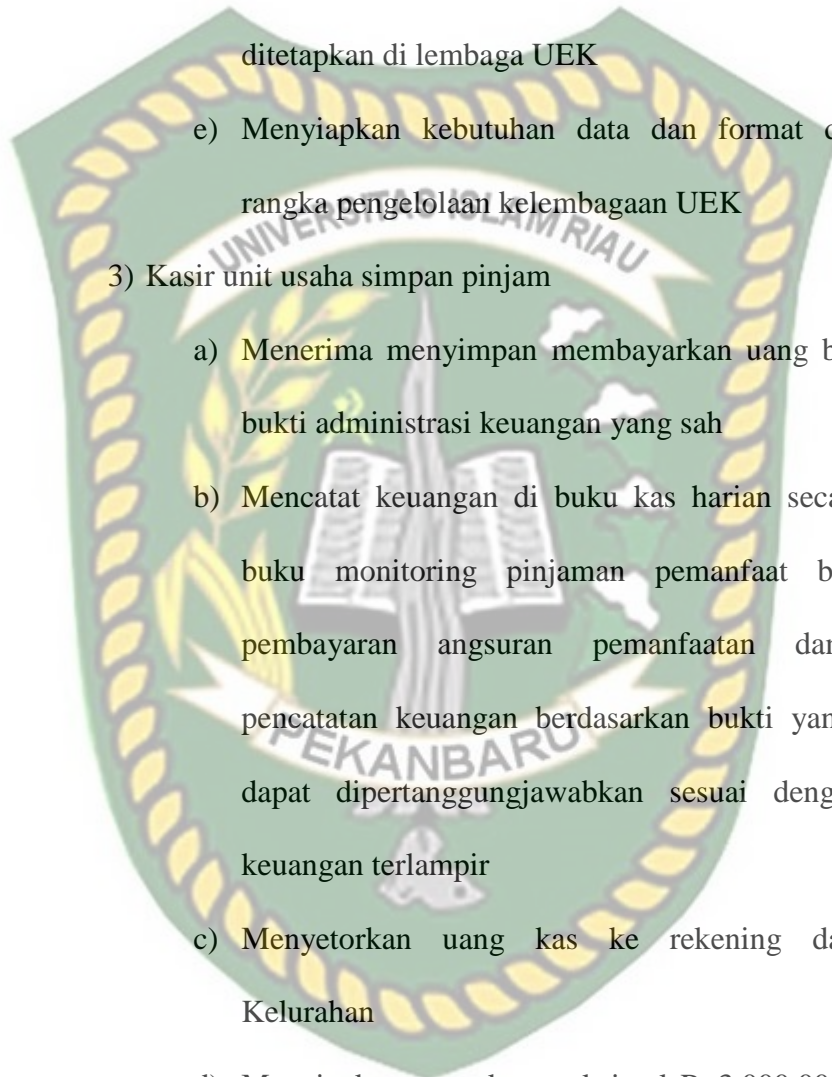 ditetapkan di lembaga UEK
e) Menyiapkan kebutuhan data dan format
rangka pengelolaan kelembagaan UEK
UNIVERSITAS ISLAM RIAU
3) Kasir unit usaha simpan pinjam
a) Menerima menyimpan membayarkan uang
bukti administrasi keuangan yang sah
b) Mencatat keuangan di buku kas harian
buku monitoring pinjaman pemanfaat
pembayaran angsuran pemanfaatan
pencatatan keuangan berdasarkan bukti
PEKANBARU
dapat dipertanggungjawabkan sesuai
keuangan terlampir
c) Menyetorkan uang kas ke rekening
Kelurahan